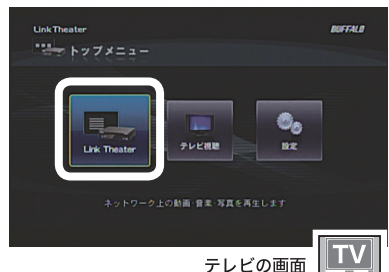 LinkTheater
BUFFALO
トップメニュー
Link Theater
テレビ視聴
設定
ネットワーク上の動画・音楽・写真を再生します
テレビの画面
TV